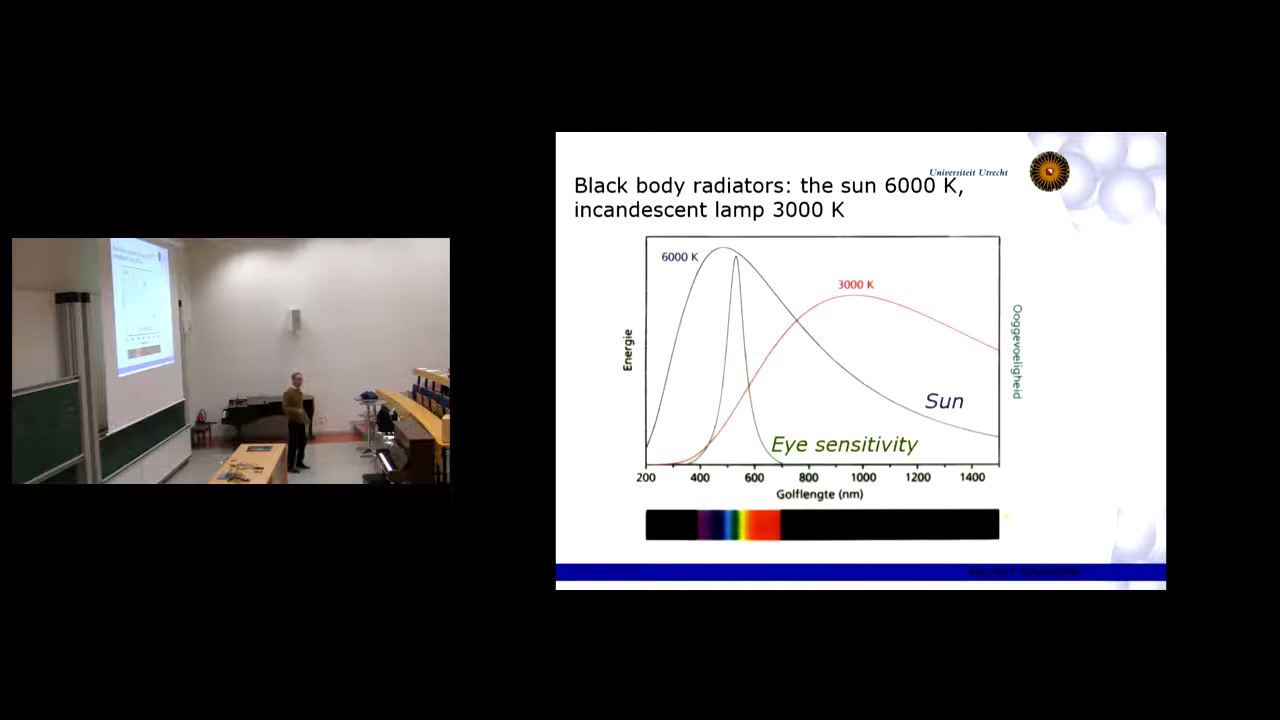 Universiteit Utrecht
Black body radiators: the sun 6000 K,
incandescent lamp 3000 K
6000 K
3000 K
Energie
Ooggevoeligheid
Sun
Eye sensitivity
200 400 600 800 1000 1200 1400
Golflengte (nm)